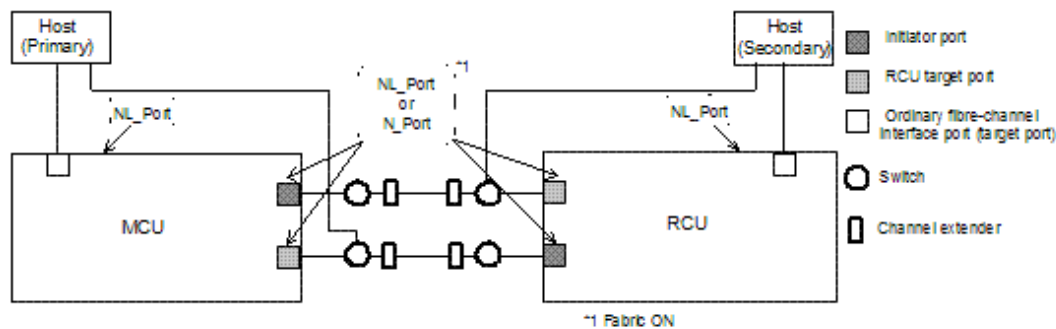 Host
(Primary)
NL_Port
MCU
NL_Port
or
N_Port
*1
Host
(Secondary)
NL_Port
RCU
*1 Fabric ON
Initiator port
RCU target port
Ordinary fibre-channel
interface port (target port)
Switch
Channel extender